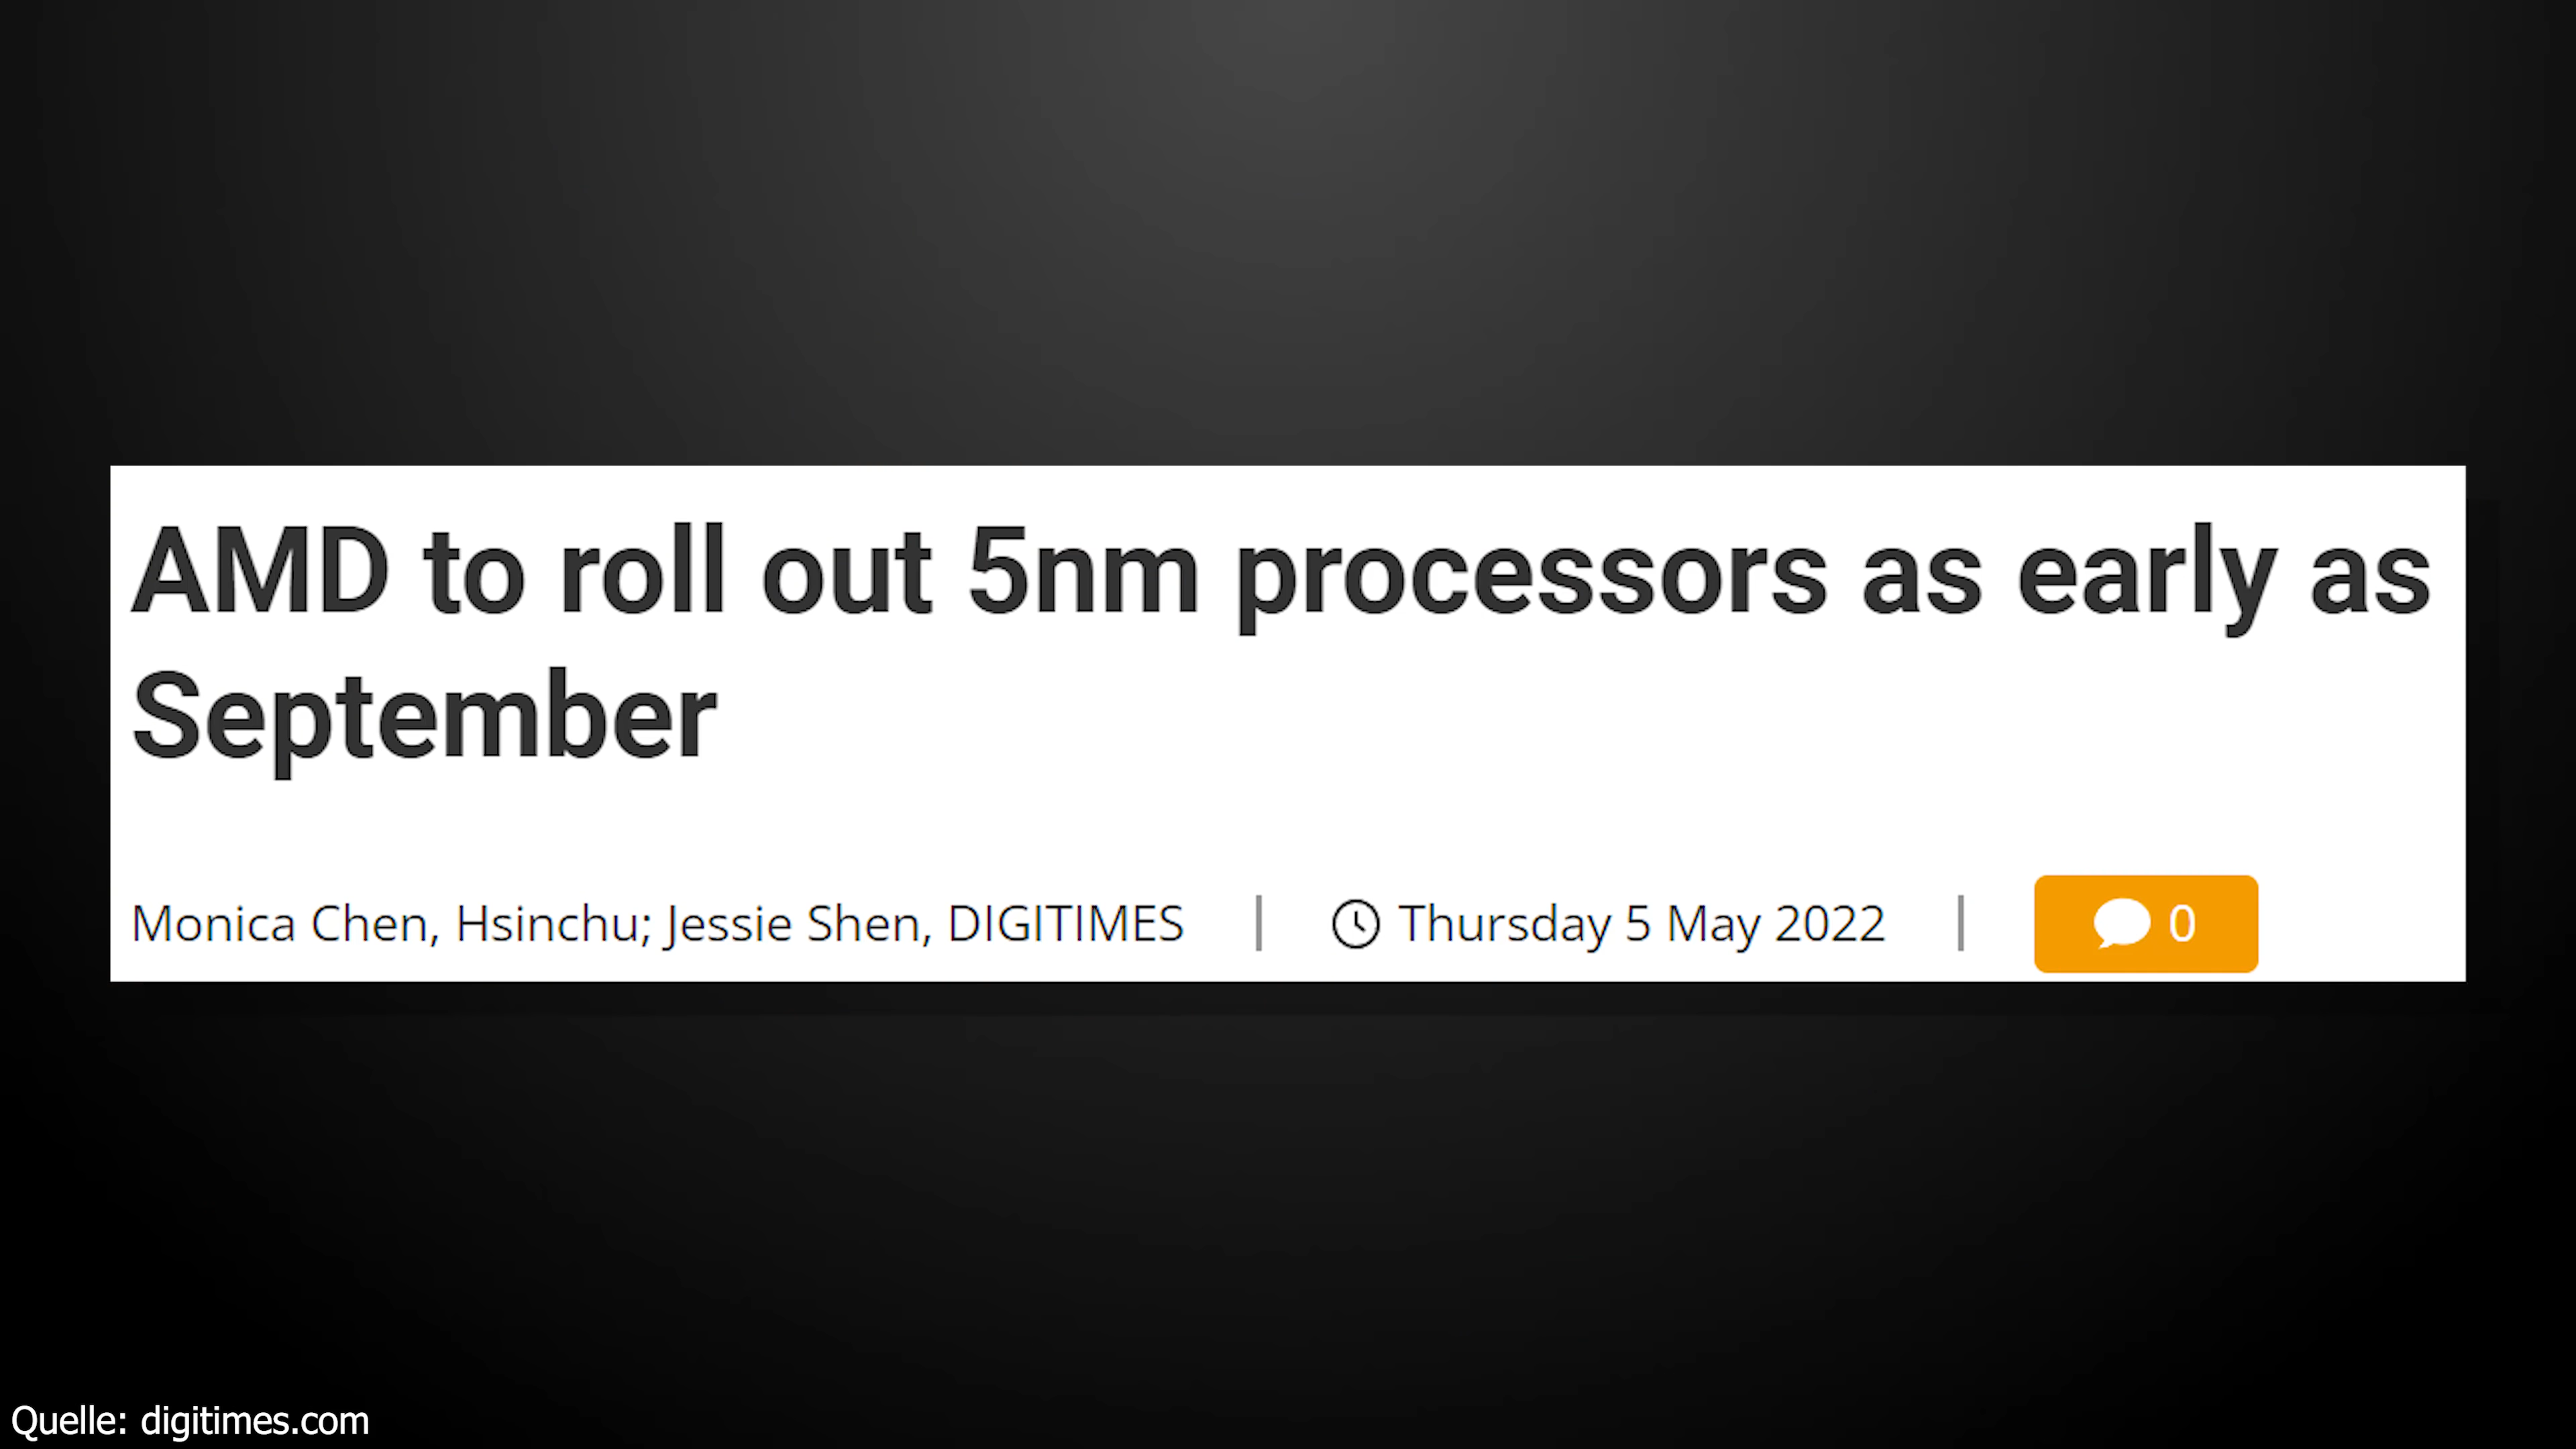 AMD to roll out 5nm processors as early as
September
Monica Chen, Hsinchu; Jessie Shen, DIGITIMES | Thursday 5 May 2022 | 0
Quelle: digitimes.com